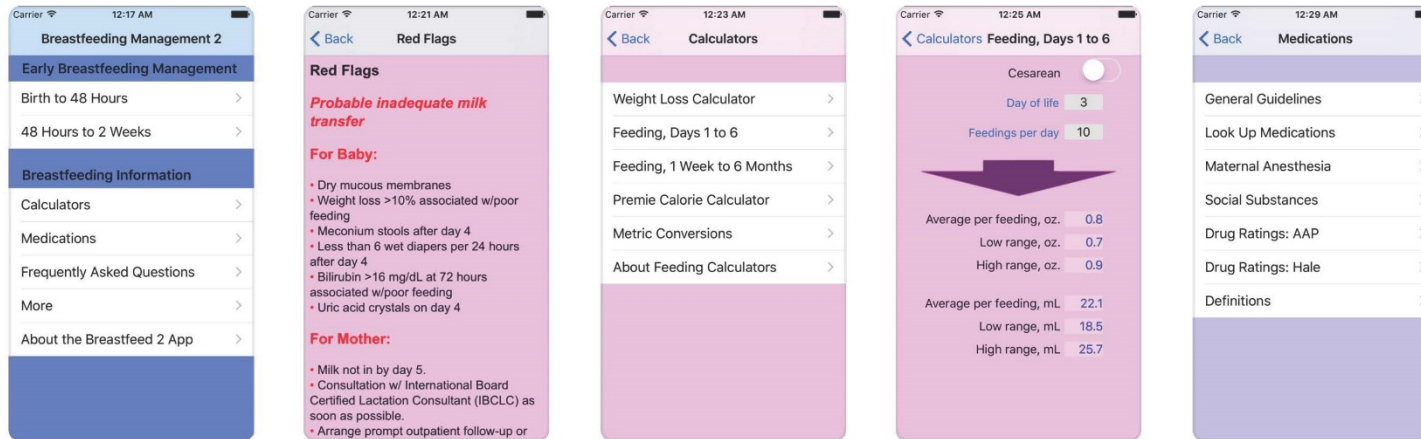 Carrier 12:17 AM
Breastfeeding Management 2
Early Breastfeeding Management
Birth to 48 Hours
48 Hours to 2 Weeks
Breastfeeding Information
Calculators
Medications
Frequently Asked Questions
More
About the Breastfeed 2 App
Carrier 12:21 AM
Back Red Flags
Red Flags
Probable inadequate milk
transfer
For Baby:
• Dry mucous membranes
• Weight loss >10% associated w/poor
feeding
• Meconium stools after day 4
• Less than 6 wet diapers per 24 hours
after day 4
• Bilirubin >16 mg/dL at 72 hours
associated w/poor feeding
• Uric acid crystals on day 4
For Mother:
• Milk not in by day 5.
• Consultation w/ International Board
Certified Lactation Consultant (IBCLC) as
soon as possible.
• Arrange prompt outpatient follow-up or
Carrier 12:23 AM
Back Calculators
Weight Loss Calculator
Feeding, Days 1 to 6
Feeding, 1 Week to 6 Months
Premie Calorie Calculator
Metric Conversions
About Feeding Calculators
Carrier 12:25 AM
Calculators Feeding, Days 1 to 6
Cesarean
Day of life 3
Feedings per day 10
Average per feeding, oz. 0.8
Low range, oz. 0.7
High range, oz. 0.9
Average per feeding, mL 22.1
Low range, mL 18.5
High range, mL 25.7
Carrier 12:29 AM
Back Medications
General Guidelines
Look Up Medications
Maternal Anesthesia
Social Substances
Drug Ratings: AAP
Drug Ratings: Hale
Definitions